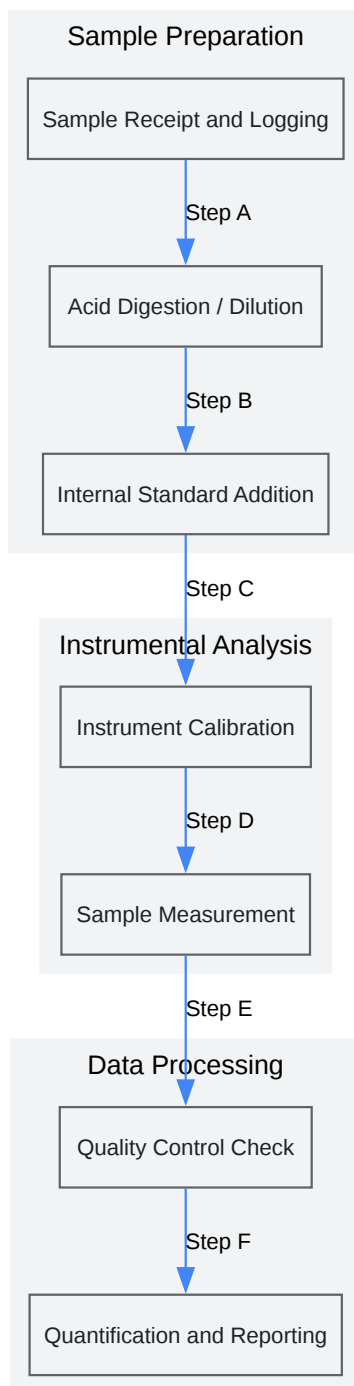 Sample Preparation
Sample Receipt and Logging
Step A
Acid Digestion / Dilution
Step B
Internal Standard Addition
Step C
Instrumental Analysis
Instrument Calibration
Step D
Sample Measurement
Step E
Data Processing
Quality Control Check
Step F
Quantification and Reporting